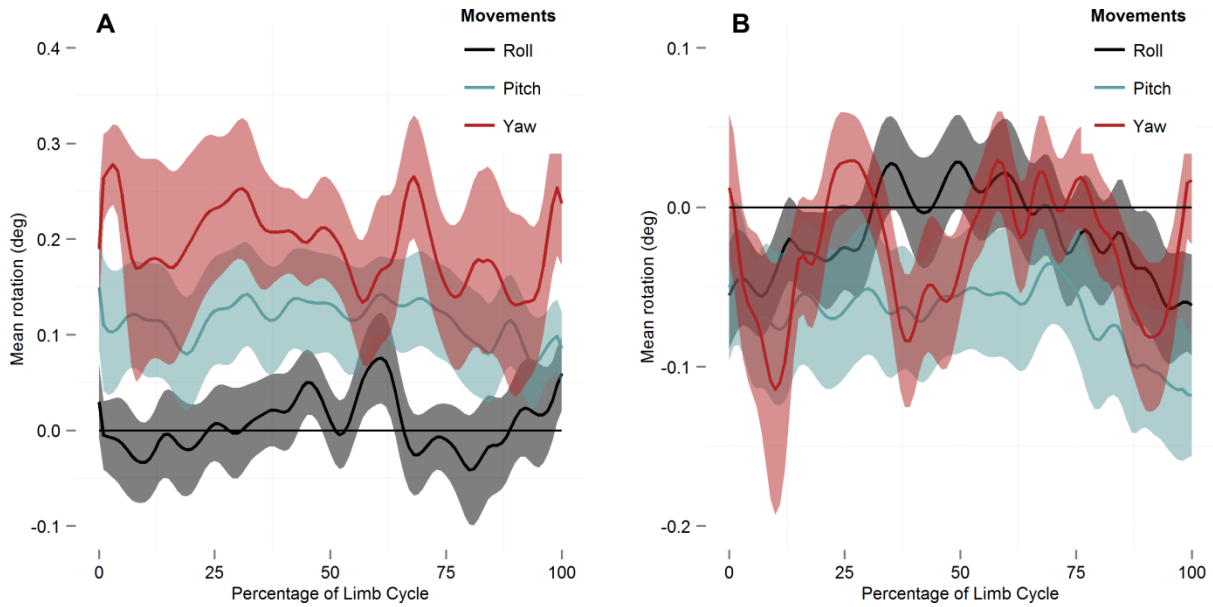 A
Movements
Roll
Pitch
Yaw
0.4
0.3
0.2
0.1
0.0
-0.1
Mean rotation (deg)
0
25
50
75
100
Percentage of Limb Cycle
B
Movements
Roll
Pitch
Yaw
0.1
0.0
-0.1
-0.2
Mean rotation (deg)
0
25
50
75
100
Percentage of Limb Cycle